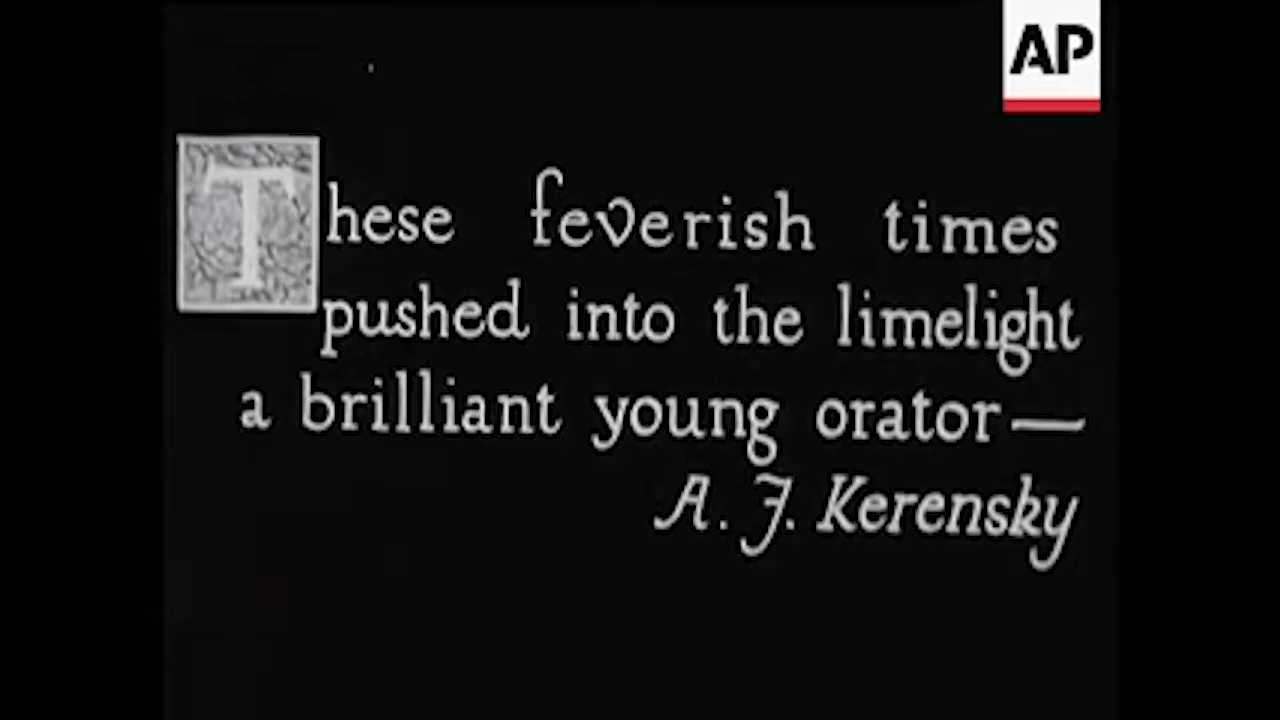 AP
These feverish times
pushed into the limelight
a brilliant young orator—
A. J. Kerensky